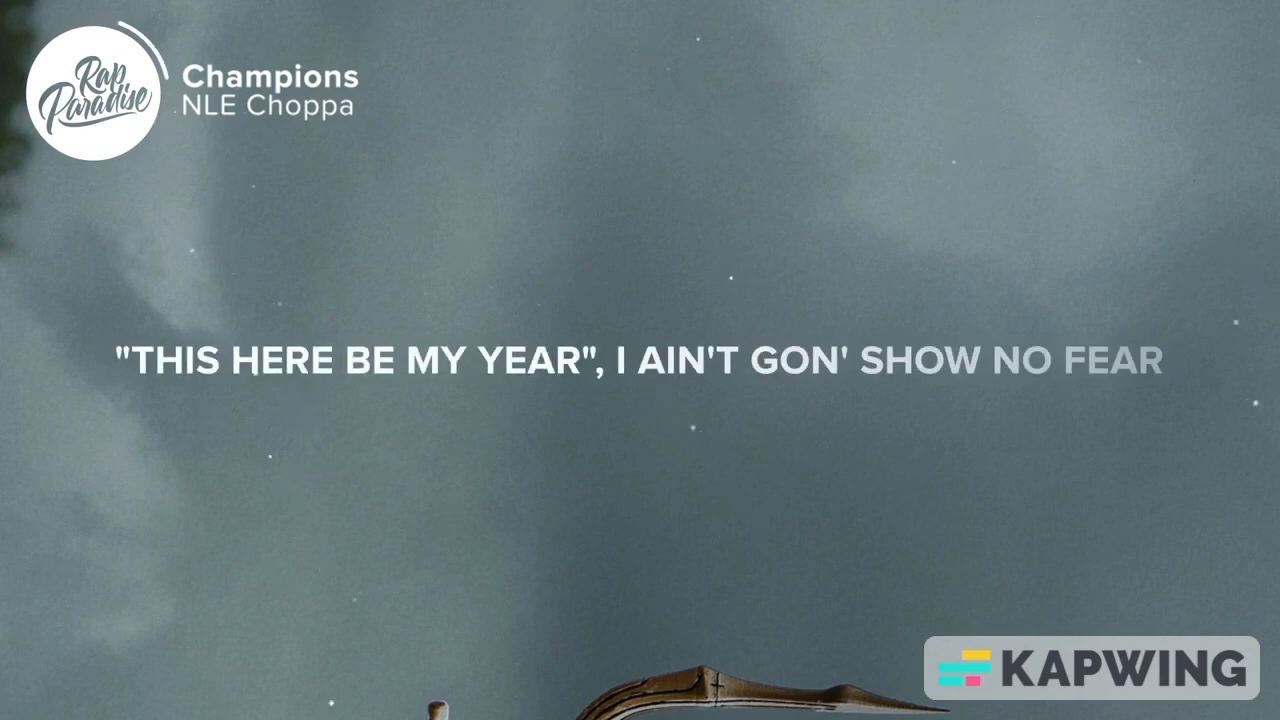 Rap
Paradise
Champions
NLE Choppa
"THIS HERE BE MY YEAR", I AIN'T GON' SHOW NO FEAR
KAPWING